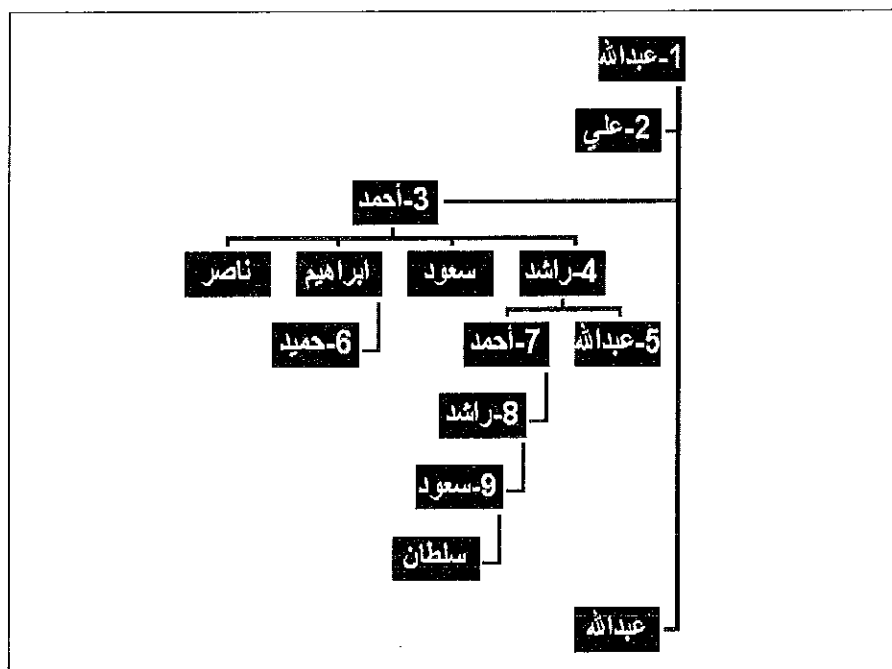 1-عبدالله
2-علي
3-أحمد
4-راشد سعود ابراهيم ناصر
5-عبدالله 7-أحمد 6-حميد
8-راشد
9-سعود
سلطان
عبدالله